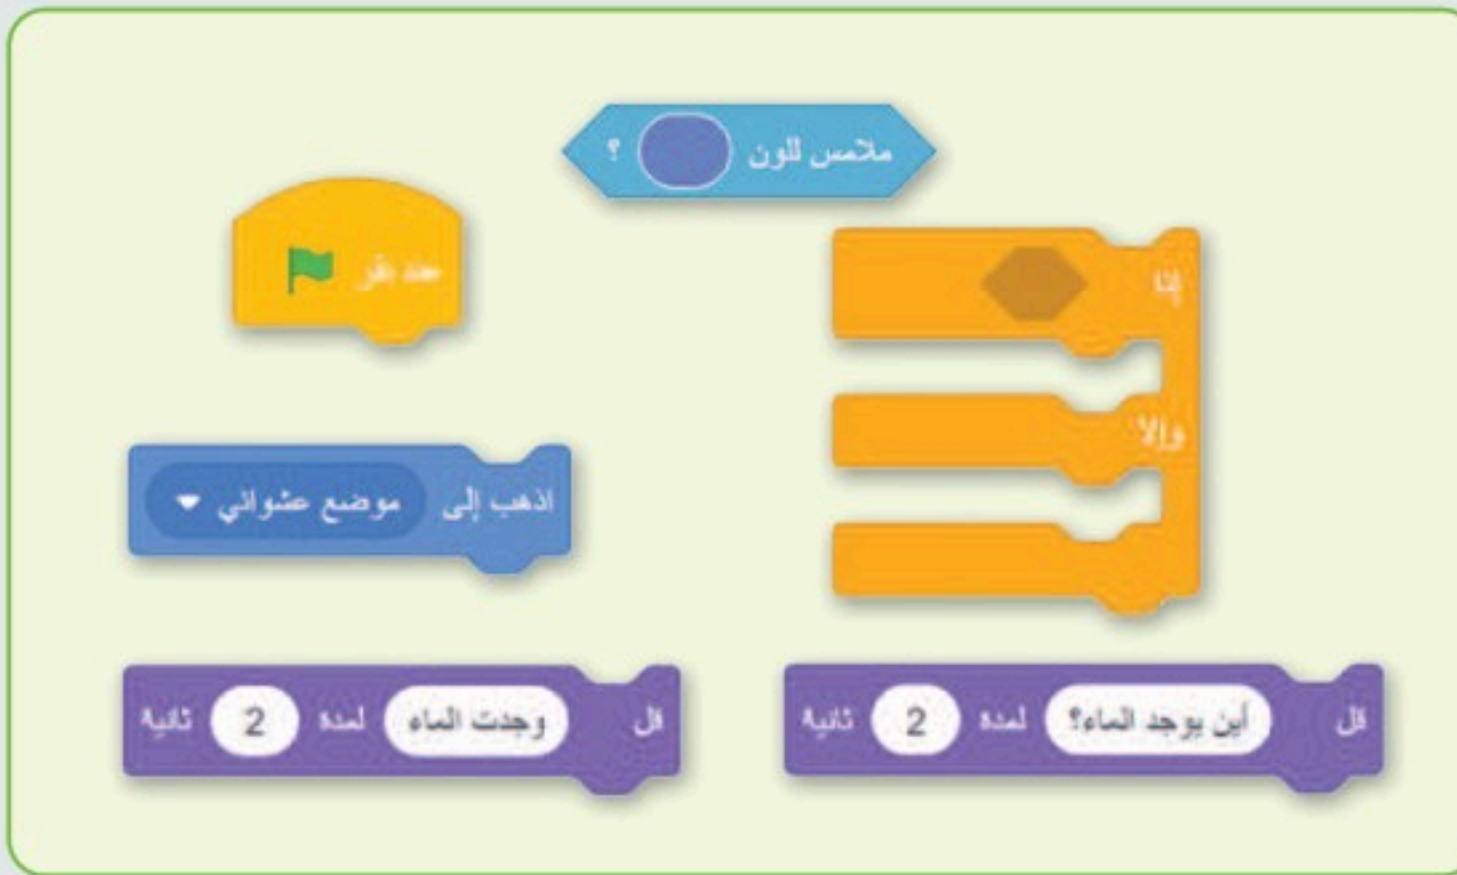 ملامس للون ؟
عند نقر
إذا
وإلا
اذهب إلى موضع عشوائي
قل أين يوجد الماء؟ لمدة 2 ثانية
قل وجدت الماء لمدة 2 ثانية